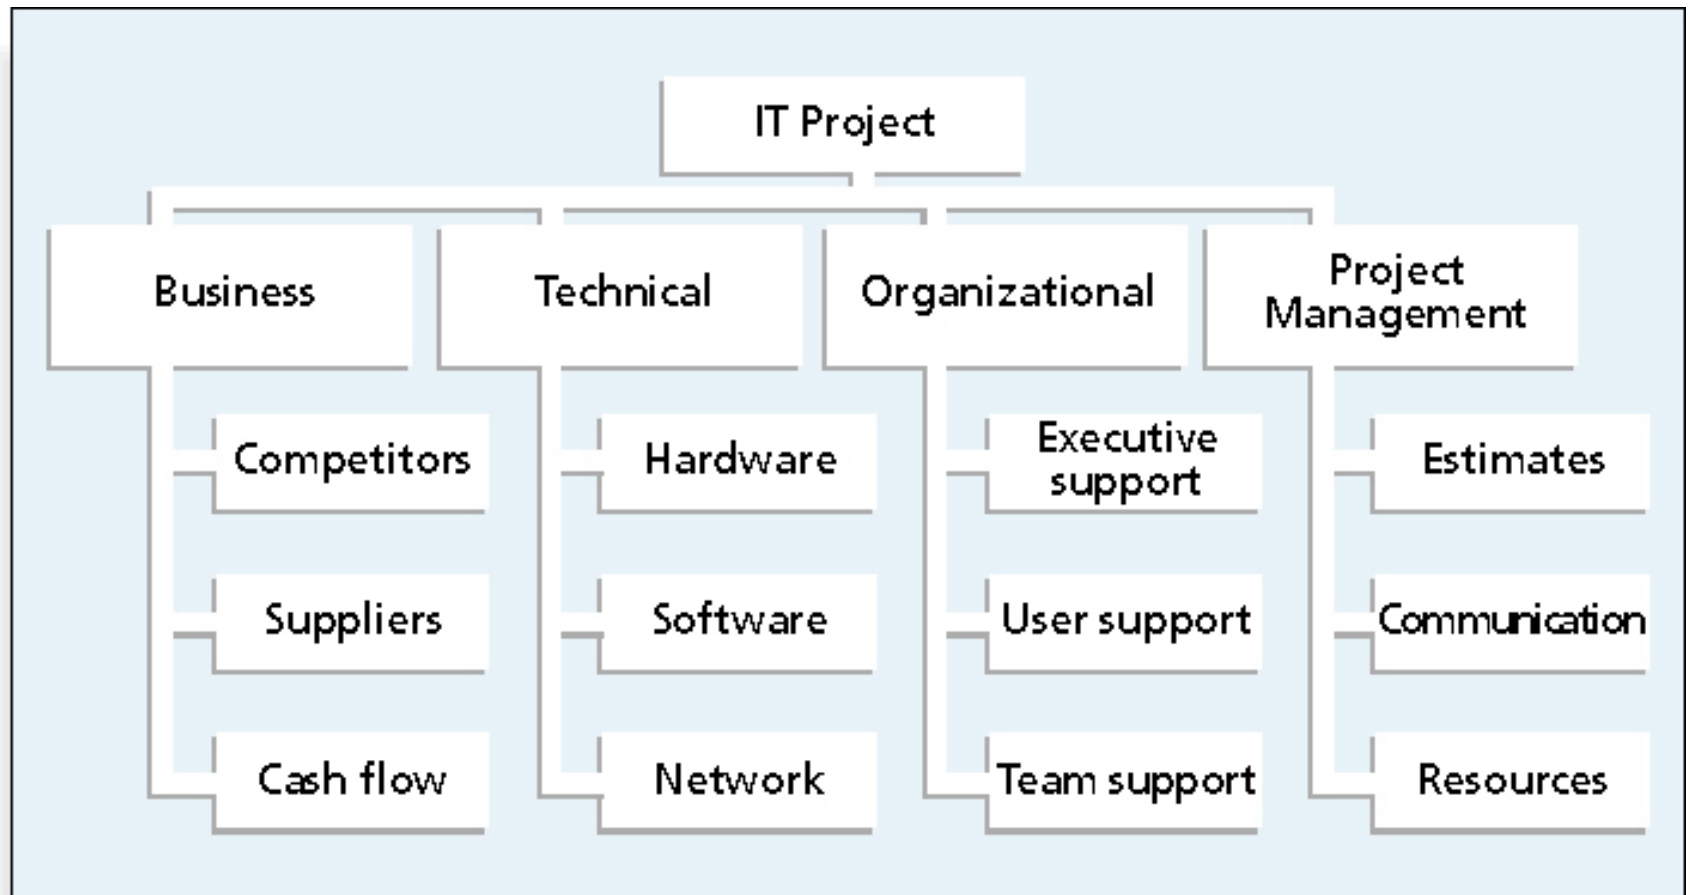 IT Project
Business
Technical
Organizational
Project
Management
Competitors
Hardware
Executive
support
Estimates
Suppliers
Software
User support
Communication
Cash flow
Network
Team support
Resources